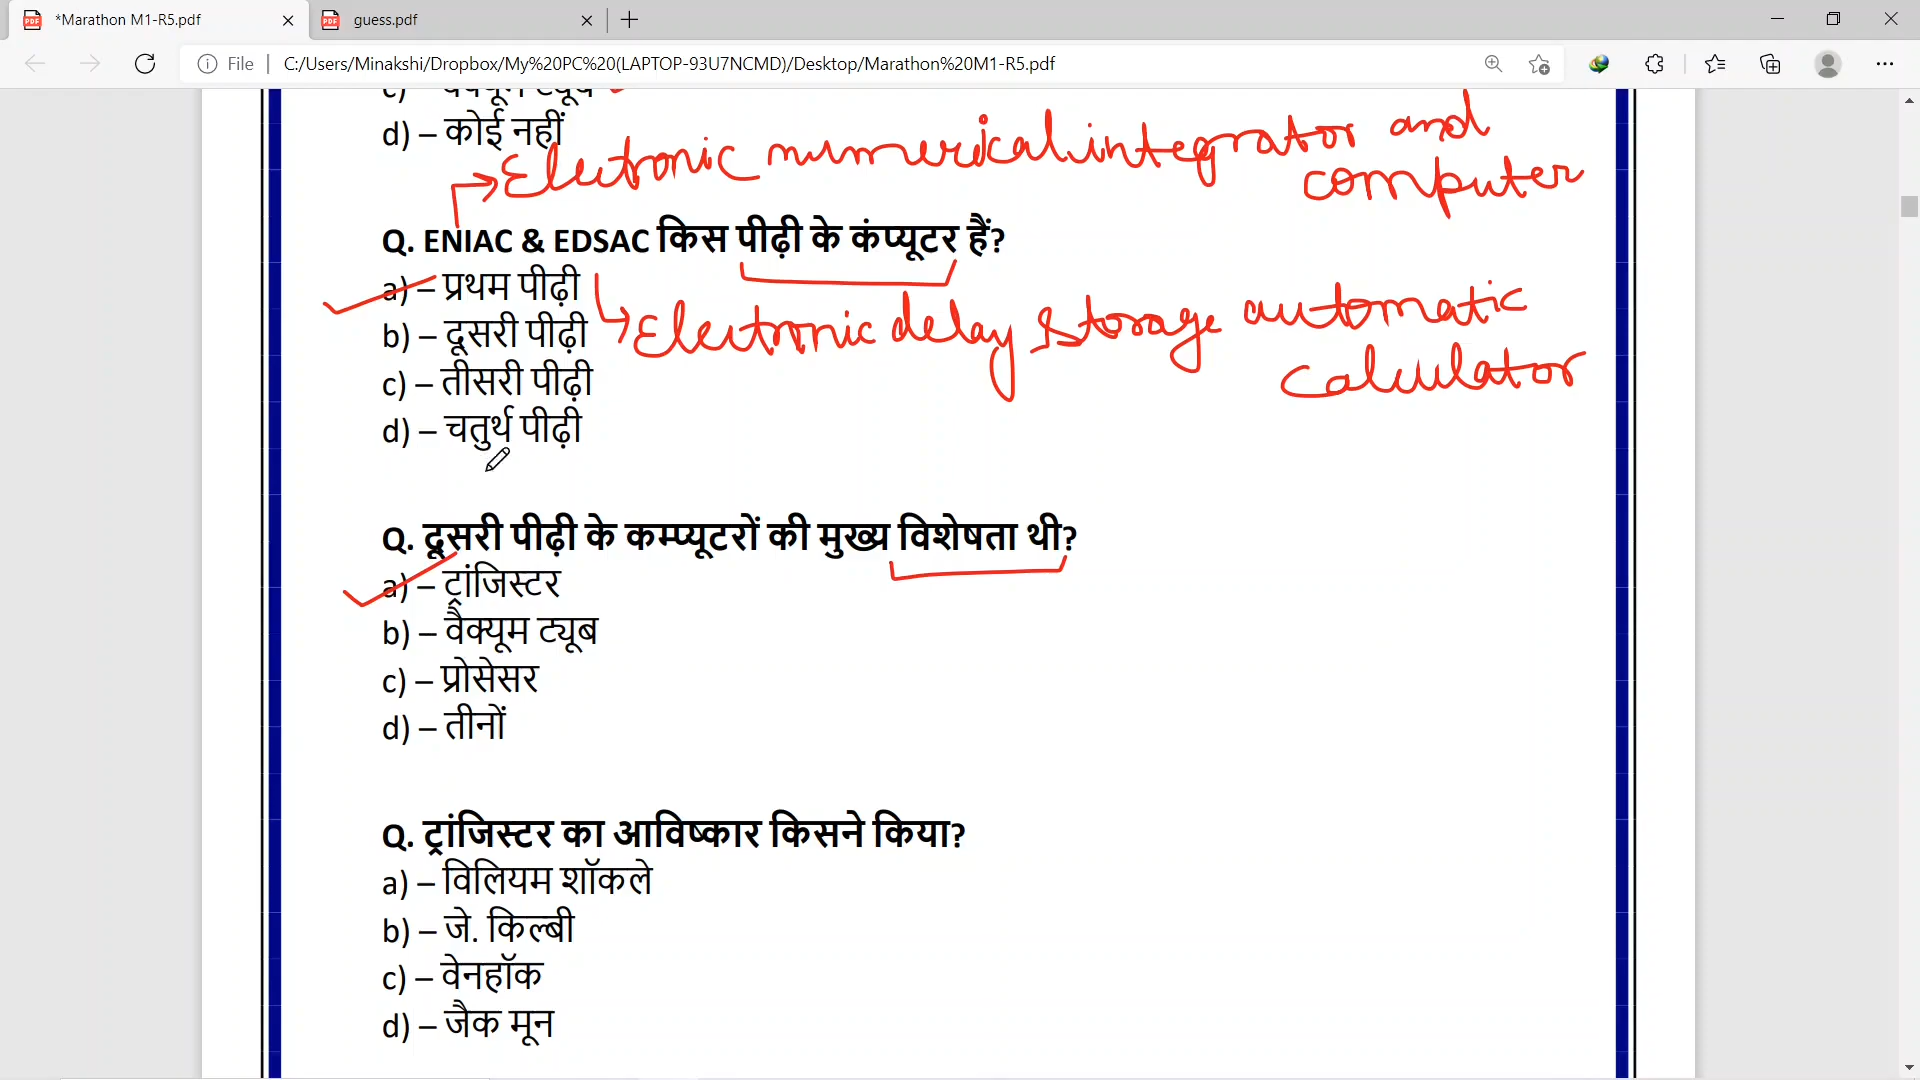 *Marathon M1-R5.pdf
guess.pdf
File
C:/Users/Minakshi/Dropbox/My%20PC%20(LAPTOP-93U7NCMD)/Desktop/Marathon%20M1-R5.pdf
c) – वैक्यूम ट्यूब
d) – कोई नहीं
Electronic numerical integrator and
computer
Q. ENIAC & EDSAC किस पीढ़ी के कंप्यूटर हैं?
a) – प्रथम पीढ़ी
b) – दूसरी पीढ़ी
Electronic delay storage automatic
calculator
c) – तीसरी पीढ़ी
d) – चतुर्थ पीढ़ी
Q. दूसरी पीढ़ी के कम्प्यूटरों की मुख्य विशेषता थी?
a) – ट्रांजिस्टर
b) – वैक्यूम ट्यूब
c) – प्रोसेसर
d) – तीनों
Q. ट्रांजिस्टर का आविष्कार किसने किया?
a) – विलियम शॉकले
b) – जे. किल्बी
c) – वेनहॉक
d) – जैक मून